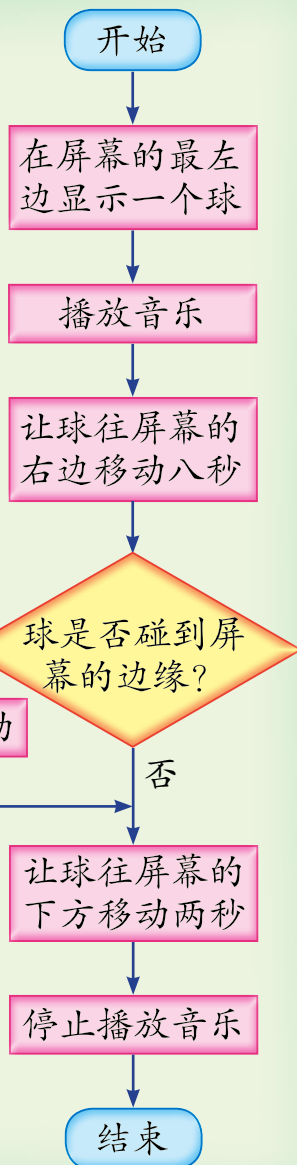 开始
在屏幕的最左
边显示一个球
播放音乐
让球往屏幕的
右边移动八秒
球是否碰到屏
幕的边缘？
否
让球往屏幕的
下方移动两秒
停止播放音乐
结束